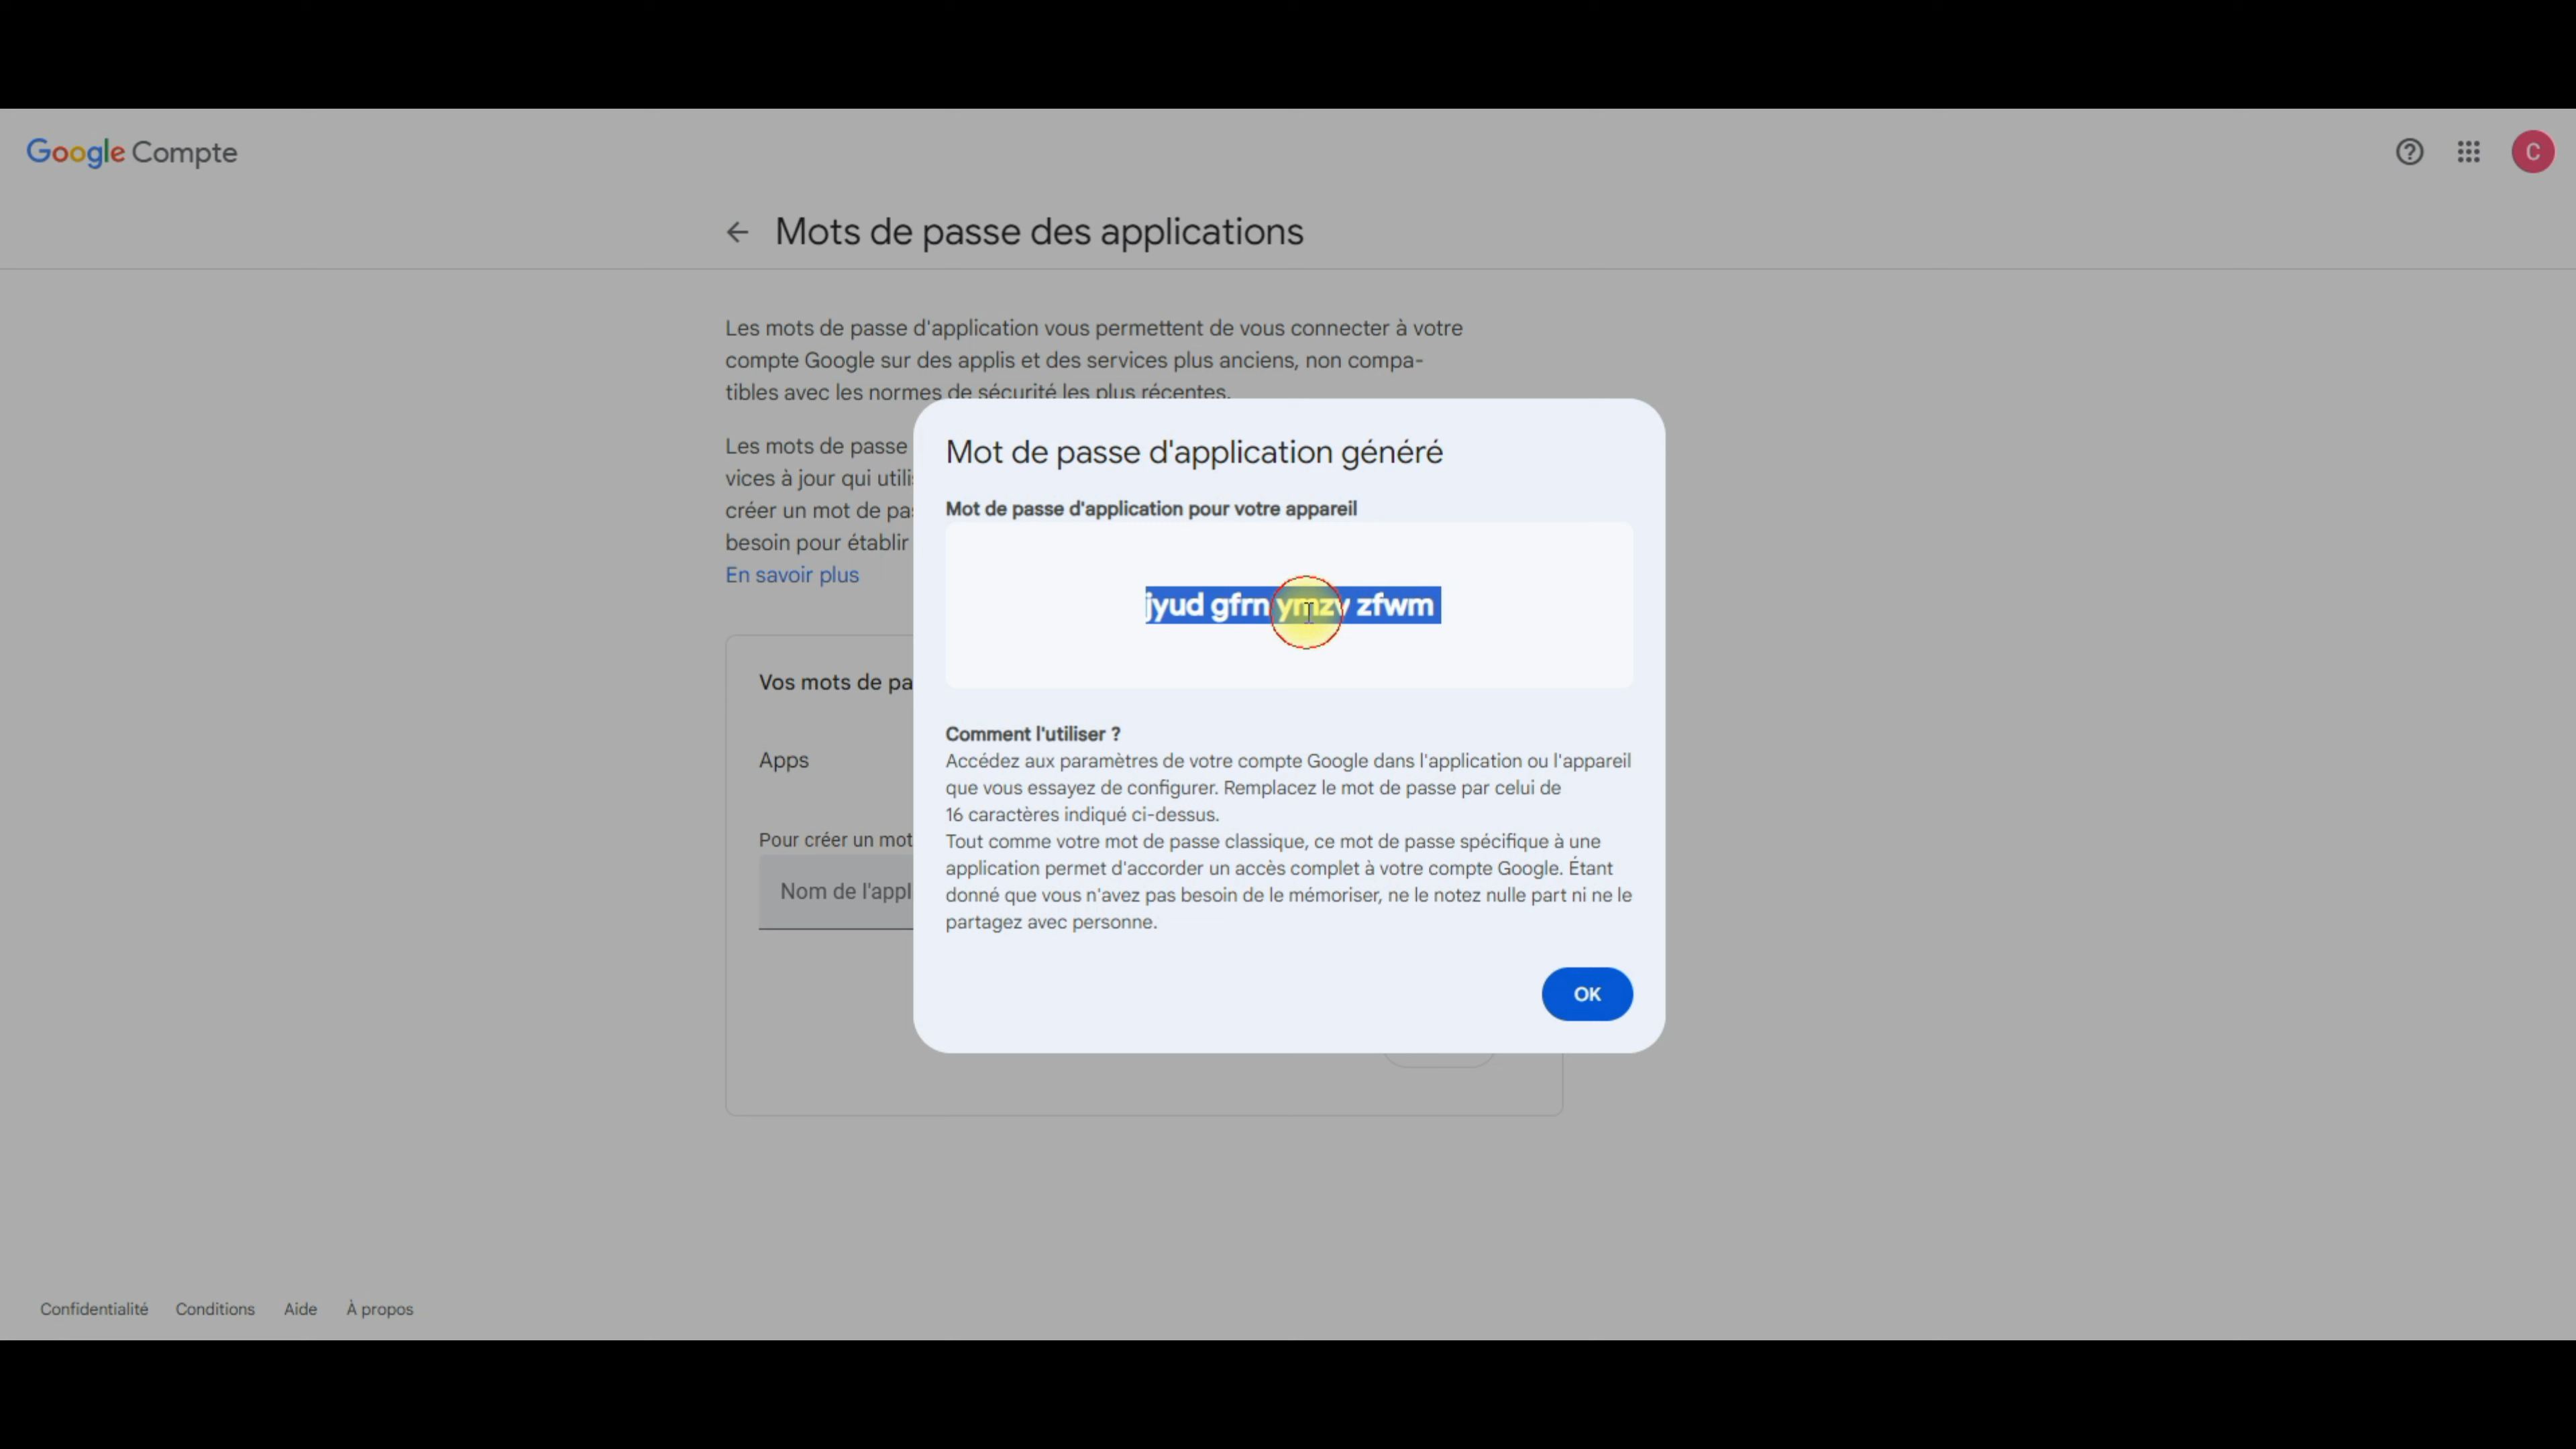 Google Compte
C
Mots de passe des applications
Les mots de passe d'application vous permettent de vous connecter à votre
compte Google sur des applis et des services plus anciens, non compa-
tibles avec les normes de sécurité les plus récentes.
Les mots de passe
vices à jour qui utili
créer un mot de pa
besoin pour établir
En savoir plus
Vos mots de pa
Apps
Pour créer un mot
Nom de l'appl
Mot de passe d'application généré
Mot de passe d'application pour votre appareil
jyud gfrn ymzv zfwm
Comment l'utiliser ?
Accédez aux paramètres de votre compte Google dans l'application ou l'appareil
que vous essayez de configurer. Remplacez le mot de passe par celui de
16 caractères indiqué ci-dessus.
Tout comme votre mot de passe classique, ce mot de passe spécifique à une
application permet d'accorder un accès complet à votre compte Google. Étant
donné que vous n'avez pas besoin de le mémoriser, ne le notez nulle part ni ne le
partagez avec personne.
OK
Confidentialité Conditions Aide À propos